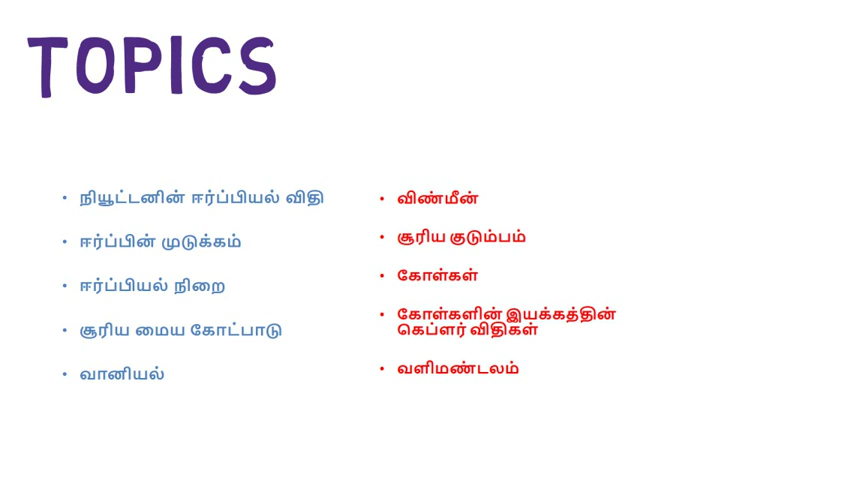 TOPICS
• நியூட்டனின் ஈர்ப்பியல் விதி
• ஈர்ப்பின் முடுக்கம்
• ஈர்ப்பியல் நிறை
• சூரிய மைய கோட்பாடு
• வானியல்
• விண்மீன்
• சூரிய குடும்பம்
• கோள்கள்
• கோள்களின் இயக்கத்தின்
கெப்ளர் விதிகள்
• வளிமண்டலம்